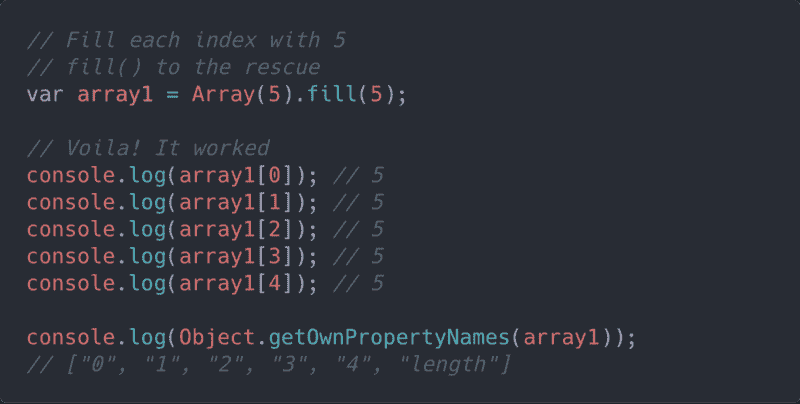 // Fill each index with 5
// fill() to the rescue
var array1 = Array(5).fill(5);
// Voila! It worked
console.log(array1[0]); // 5
console.log(array1[1]); // 5
console.log(array1[2]); // 5
console.log(array1[3]); // 5
console.log(array1[4]); // 5
console.log(Object.getOwnPropertyNames(array1));
// ["0", "1", "2", "3", "4", "length"]